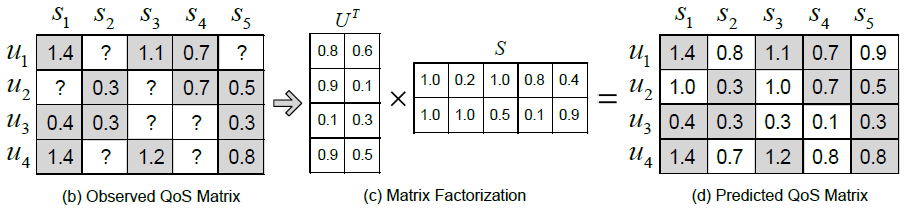 s1 s2 s3 s4 s5
u1 1.4 ? 1.1 0.7 ?
u2 ? 0.3 ? 0.7 0.5
u3 0.4 0.3 ? ? 0.3
u4 1.4 ? 1.2 ? 0.8
(b) Observed QoS Matrix
U^T
0.8 0.6
0.9 0.1
0.1 0.3
0.9 0.5
×
S
1.0 0.2 1.0 0.8 0.4
1.0 1.0 0.5 0.1 0.9
=
(c) Matrix Factorization
s1 s2 s3 s4 s5
u1 1.4 0.8 1.1 0.7 0.9
u2 1.0 0.3 1.0 0.7 0.5
u3 0.4 0.3 0.3 0.1 0.3
u4 1.4 0.7 1.2 0.8 0.8
(d) Predicted QoS Matrix